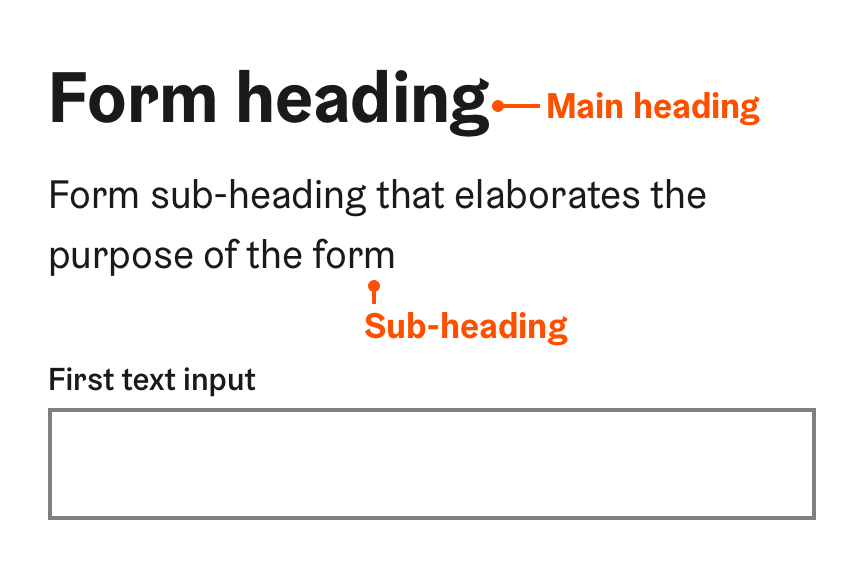 Form heading
Main heading
Form sub-heading that elaborates the
purpose of the form
Sub-heading
First text input